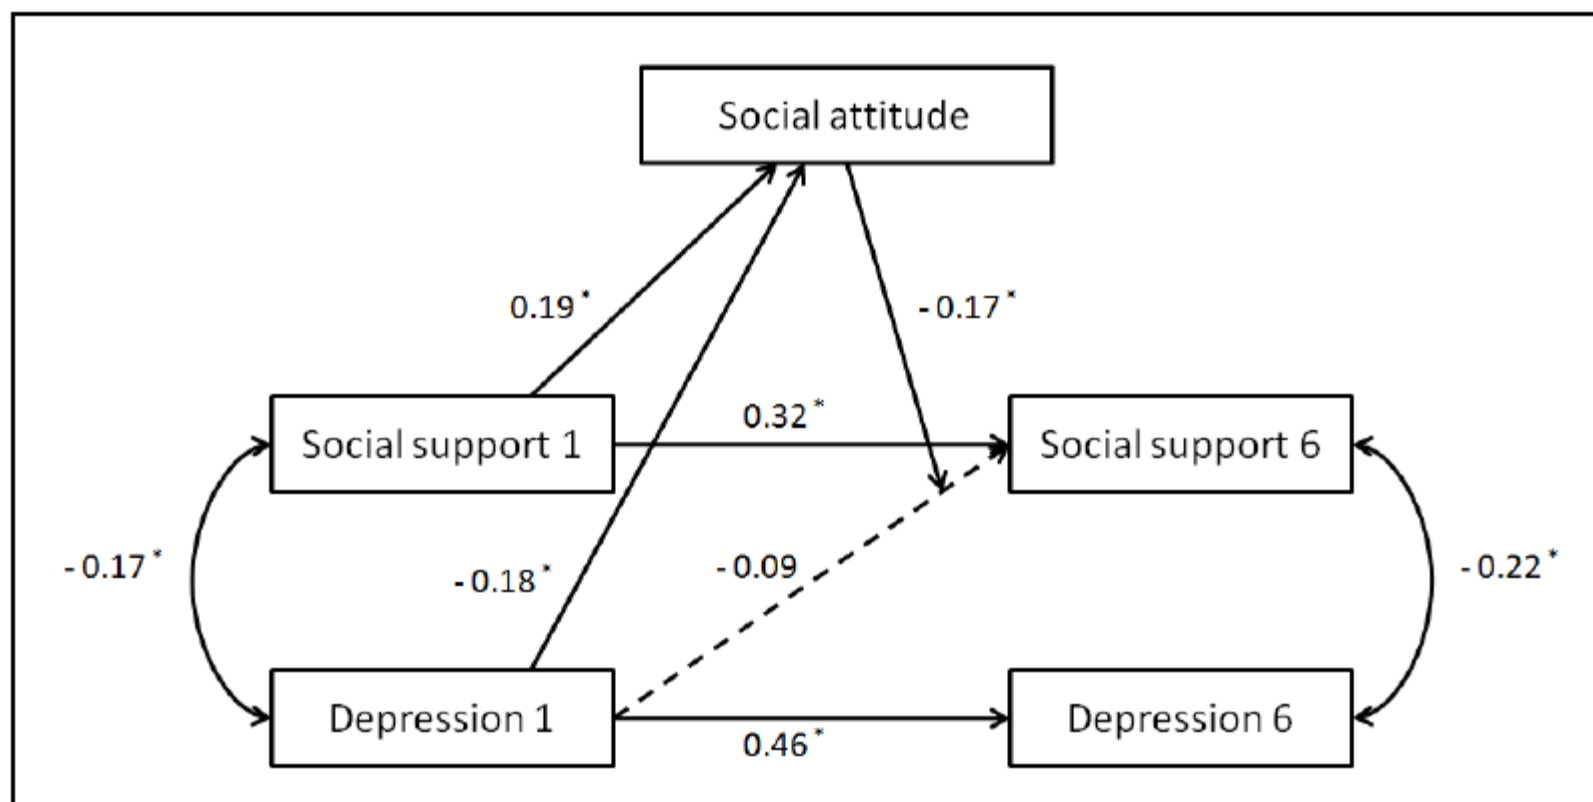 Social attitude
0.19 *
- 0.17 *
Social support 1
0.32 *
Social support 6
- 0.17 *
- 0.18 *
- 0.09
- 0.22 *
Depression 1
0.46 *
Depression 6